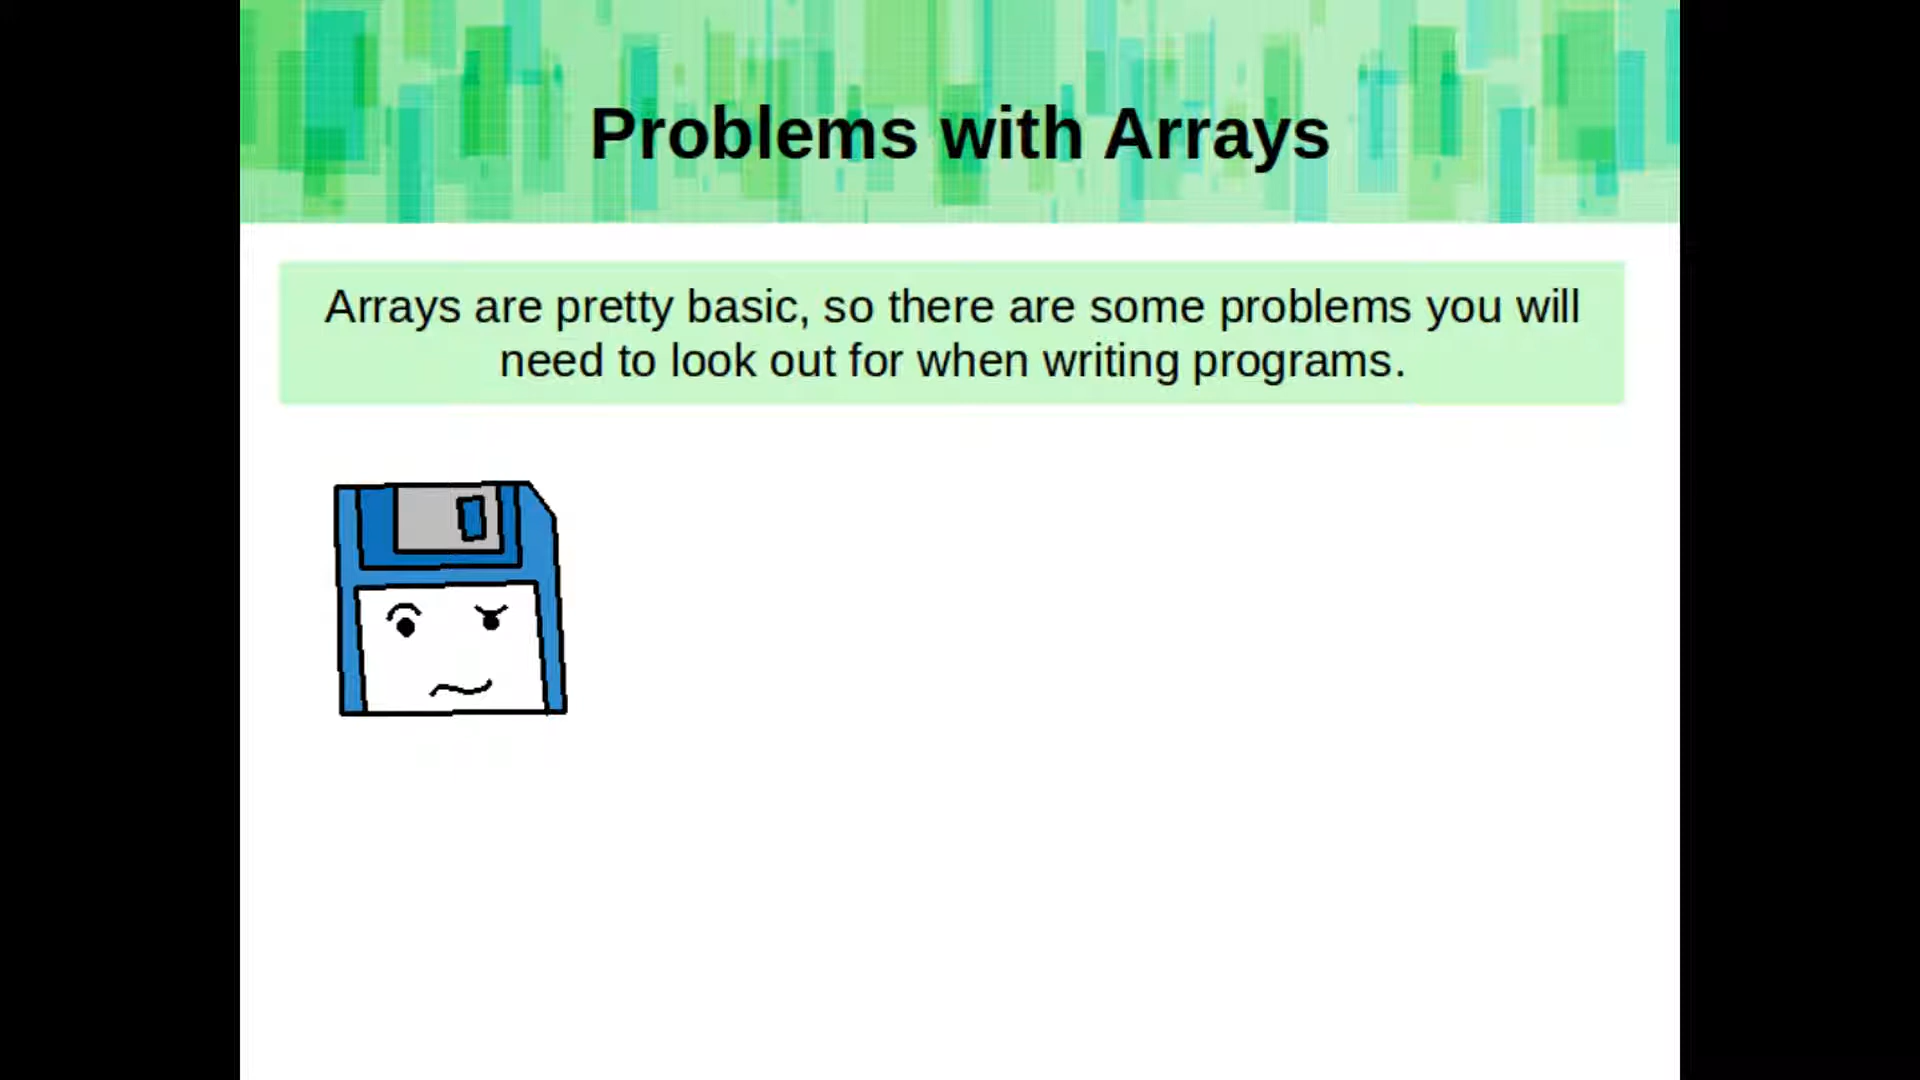 Problems with Arrays
Arrays are pretty basic, so there are some problems you will
need to look out for when writing programs.